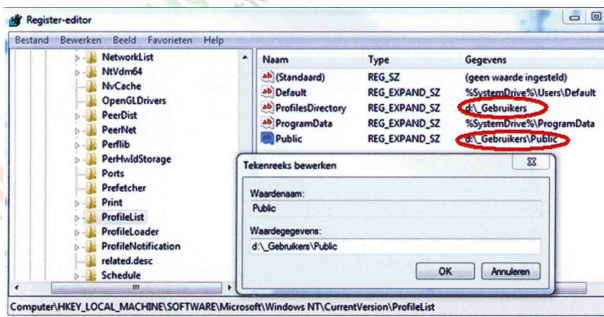 Register-editor
Bestand Bewerken Beeld Favorieten Help
NetworkList
NtVdm64
NvCache
OpenGLDrivers
PeerDist
PeerNet
Perflib
PerHwIdStorage
Ports
Prefetcher
Print
ProfileList
ProfileLoader
ProfileNotification
related.desc
Schedule
Naam Type Gegevens
(Standaard) REG_SZ (geen waarde ingesteld)
Default REG_EXPAND_SZ %SystemDrive%\Users\Default
ProfilesDirectory REG_EXPAND_SZ d:\_Gebruikers
ProgramData REG_EXPAND_SZ %SystemDrive%\ProgramData
Public REG_EXPAND_SZ d:\_Gebruikers\Public
Tekenreeks bewerken
Waardenaam:
Public
Waardegegevens:
d:\_Gebruikers\Public
OK Annuleren
Computer\HKEY_LOCAL_MACHINE\SOFTWARE\Microsoft\Windows NT\CurrentVersion\ProfileList